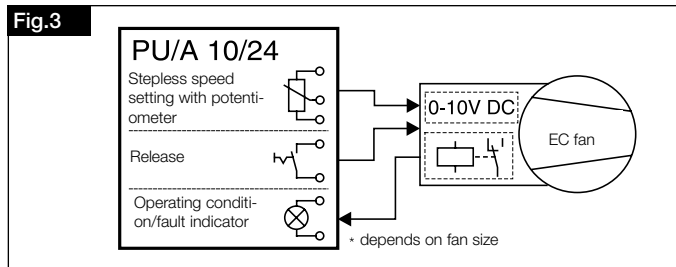 Fig.3
PU/A 10/24
Stepless speed
setting with potenti-
ometer
Release
Operating conditi-
on/fault indicator
0-10V DC
EC fan
* depends on fan size